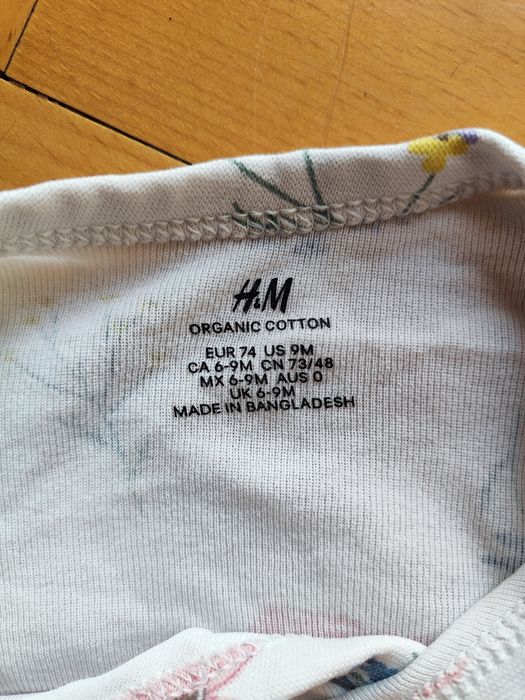 H&M
ORGANIC COTTON
EUR 74 US 9M
CA 6-9M CN 73/48
MX 6-9M AUS 0
UK 6-9M
MADE IN BANGLADESH